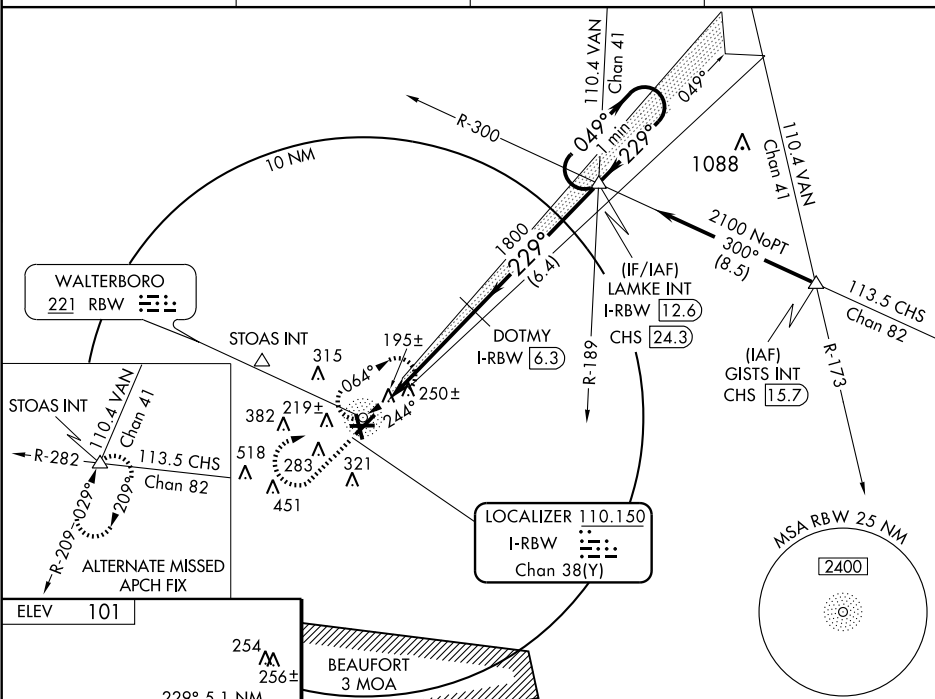 110.4 VAN
Chan 41
049°
R-300
049°
1 min
229°
10 NM
1088
110.4 VAN
Chan 41
1800
229°
(6.4)
2100 NoPT
300°
(8.5)
WALTERBORO
221 RBW
(IF/IAF)
LAMKE INT
I-RBW 12.6
CHS 24.3
113.5 CHS
Chan 82
STOAS INT
195±
DOTMY
I-RBW 6.3
R-189
(IAF)
GISTS INT
CHS 15.7
R-173
315
064°
250±
244°
STOAS INT
110.4 VAN
Chan 41
382
219±
R-282
113.5 CHS
Chan 82
518
283
321
451
029°
209°
R-209
ALTERNATE MISSED
APCH FIX
LOCALIZER 110.150
I-RBW
Chan 38(Y)
MSA RBW 25 NM
2400
ELEV 101
254
256±
BEAUFORT
3 MOA
229° 5.1 NM